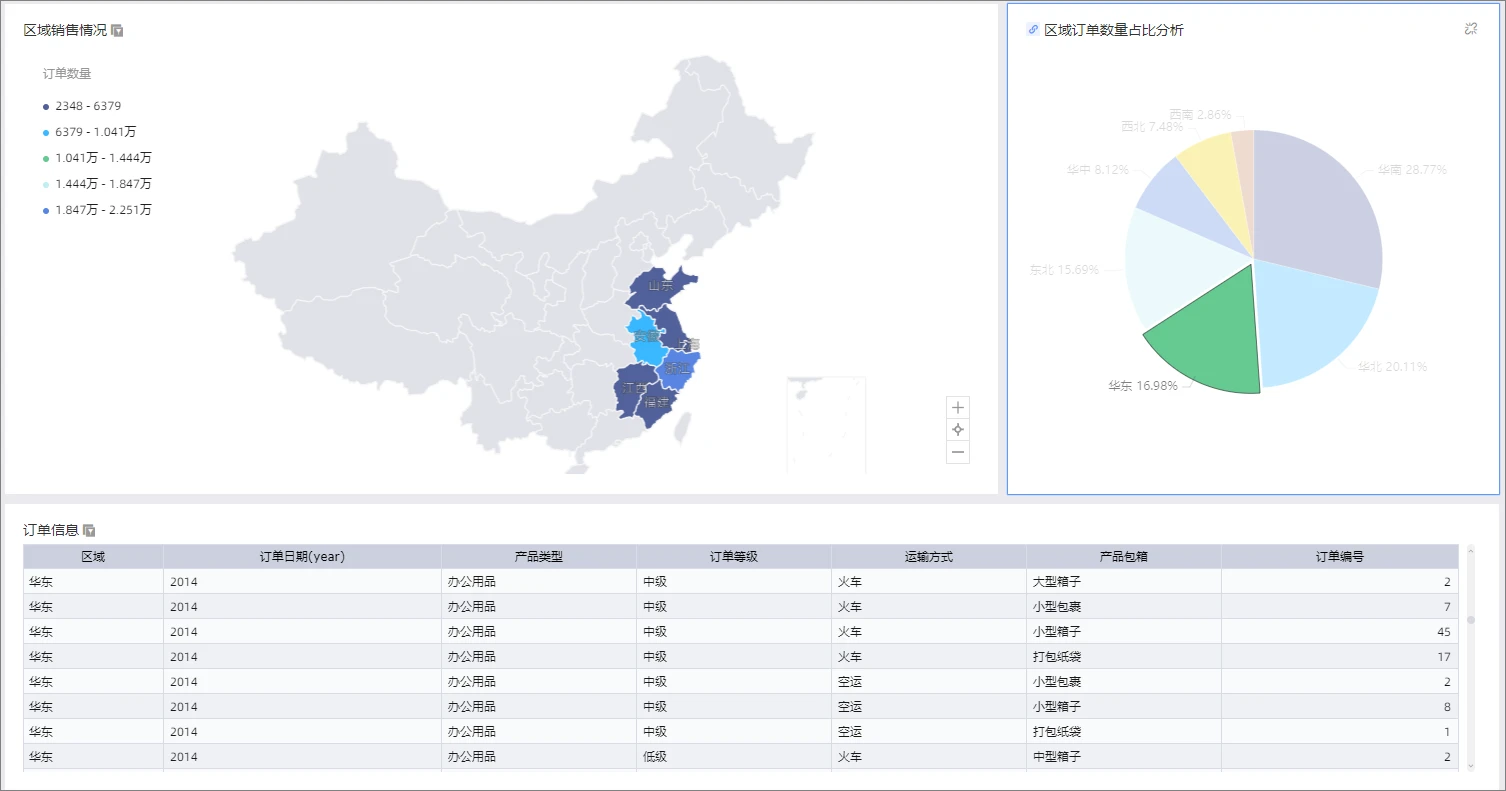 区域销售情况
订单数量
2348 - 6379
6379 - 1.041万
1.041万 - 1.444万
1.444万 - 1.847万
1.847万 - 2.251万
山东
安徽
上海
浙江
江西
福建
区域订单数量占比分析
西南 2.86%
西北 7.48%
华中 8.12%
华南 28.77%
东北 15.69%
华北 20.11%
华东 16.98%
订单信息
区域 订单日期(year) 产品类型 订单等级 运输方式 产品包箱 订单编号
华东 2014 办公用品 中级 火车 大型箱子 2
华东 2014 办公用品 中级 火车 小型包裹 7
华东 2014 办公用品 中级 火车 小型箱子 45
华东 2014 办公用品 中级 火车 打包纸袋 17
华东 2014 办公用品 中级 空运 小型包裹 2
华东 2014 办公用品 中级 空运 小型箱子 8
华东 2014 办公用品 中级 空运 打包纸袋 1
华东 2014 办公用品 低级 火车 中型箱子 2